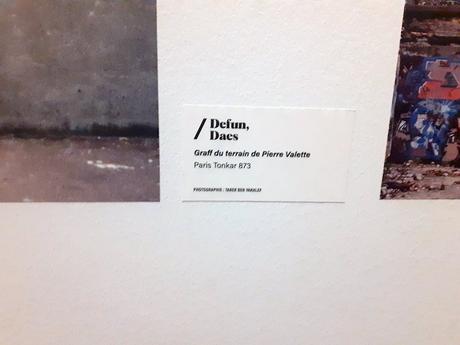 / Defun,
Daes
Graff du terrain de Pierre Valette
Paris Tonkar 873
PHOTOGRAPHIE : TAREK BEN YAKHLEF